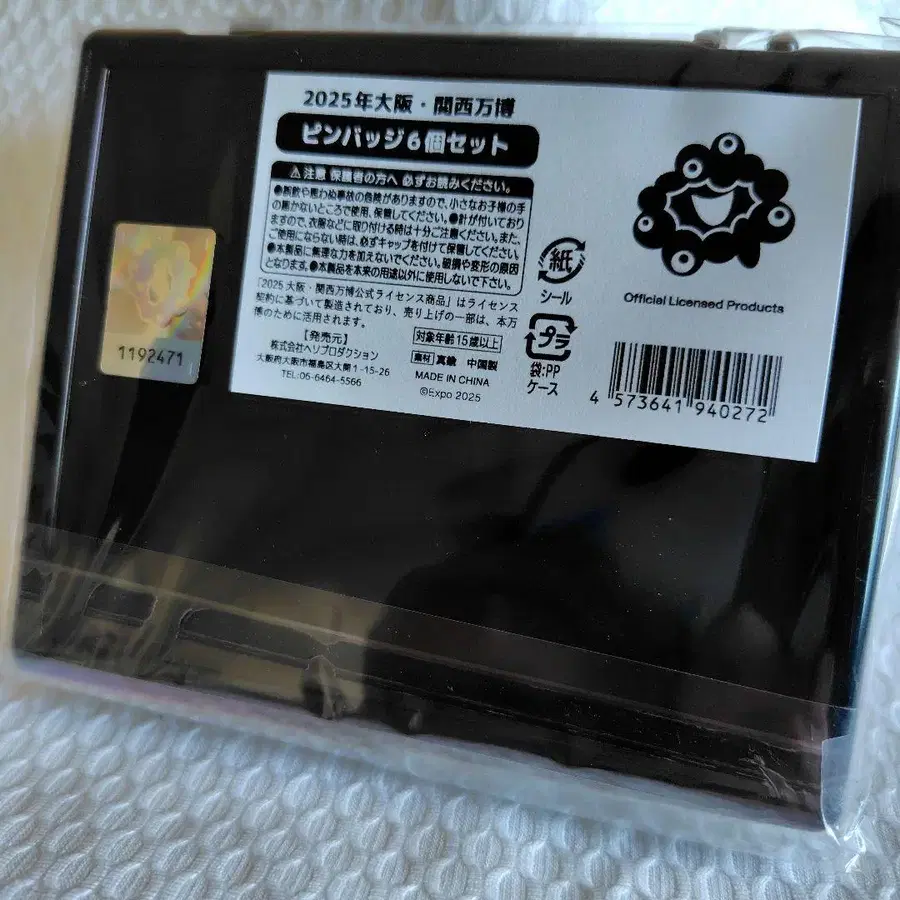 2025年大阪・関西万博
ピンバッジ6個セット
⚠注意 保護者の方へ 必ずお読みください。
●誤飲や思わぬ事故の危険がありますので、小さなお子様の手
の届かないところで使用、保管してください。●針が付いており
ますので、衣服などに取り付ける時は十分ご注意ください。また、
ご使用にならない時は、必ずキャップを付けて保管してください。
●本製品に無理な力を加えないでください。破損や変形の原因
となります。●本製品を本来の用途以外に使用しないで下さい。
「2025 大阪・関西万博公式ライセンス商品」はライセンス
契約に基づいて製造されており、売り上げの一部は、本万
博のために活用されます。
【発売元】
株式会社ヘソプロダクション
大阪府大阪市福島区大開1-15-26
TEL:06-6464-5566
対象年齢15歳以上
素材 真鍮 中国製
MADE IN CHINA
©Expo 2025
紙
シール
プラ
袋:PP
ケース
Official Licensed Products
4 573641 940272
1192471